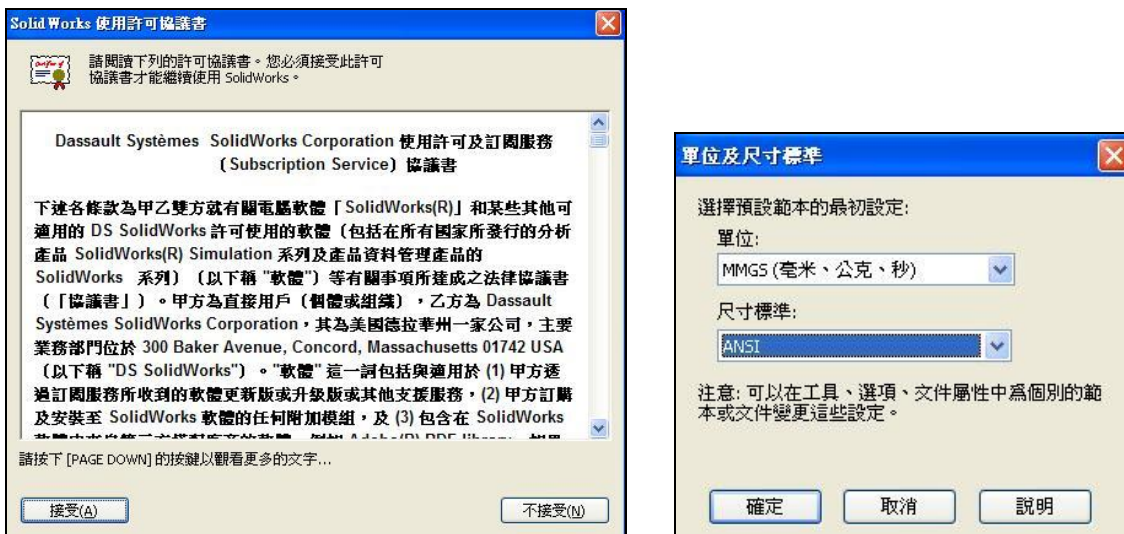 SolidWorks 使用許可協議書
請閱讀下列的許可協議書。您必須接受此許可
協議書才能繼續使用 SolidWorks。
Dassault Systèmes SolidWorks Corporation 使用許可及訂閱服務
(Subscription Service) 協議書
下述各條款為甲乙雙方就有關電腦軟體「SolidWorks(R)」和某些其他可
適用的 DS SolidWorks 許可使用的軟體 (包括在所有國家所發行的分析
產品 SolidWorks(R) Simulation 系列及產品資料管理產品的
SolidWorks 系列) (以下稱 "軟體") 等有關事項所達成之法律協議書
(「協議書」)。甲方為直接用戶 (個體或組織),乙方為 Dassault
Systèmes SolidWorks Corporation,其為美國德拉華州一家公司,主要
業務部門位於 300 Baker Avenue, Concord, Massachusetts 01742 USA
(以下稱 "DS SolidWorks")。"軟體" 這一詞包括與適用於 (1) 甲方透
過訂閱服務所收到的軟體更新版或升級版或其他支援服務,(2) 甲方訂購
及安裝至 SolidWorks 軟體的任何附加模組,及 (3) 包含在 SolidWorks
請按下 [PAGE DOWN] 的按鍵以觀看更多的文字...
接受(A)
不接受(N)
單位及尺寸標準
選擇預設範本的最初設定:
單位:
MMGS (毫米、公克、秒)
尺寸標準:
ANSI
注意: 可以在工具、選項、文件屬性中爲個別的範
本或文件變更這些設定。
確定
取消
說明